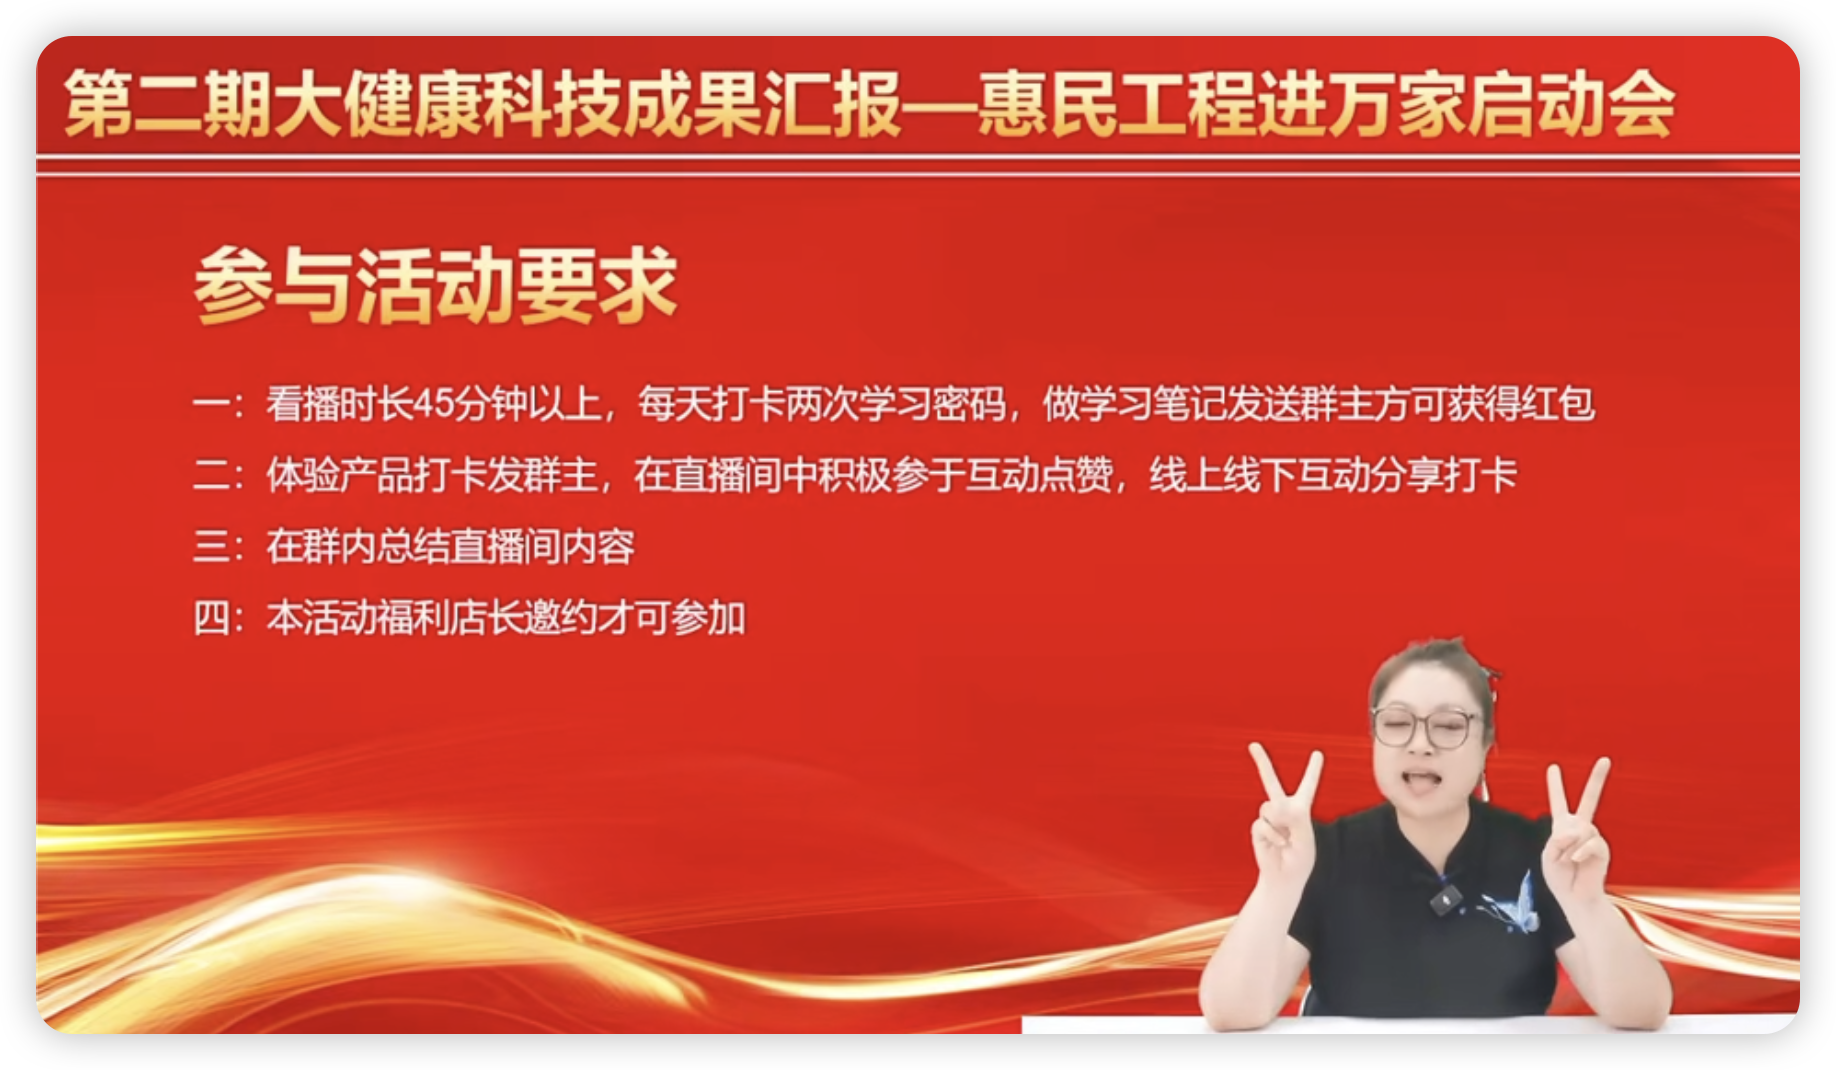 第二期大健康科技成果汇报—惠民工程进万家启动会
参与活动要求
一：看播时长45分钟以上，每天打卡两次学习密码，做学习笔记发送群主方可获得红包
二：体验产品打卡发群主，在直播间中积极参于互动点赞，线上线下互动分享打卡
三：在群内总结直播间内容
四：本活动福利店长邀约才可参加